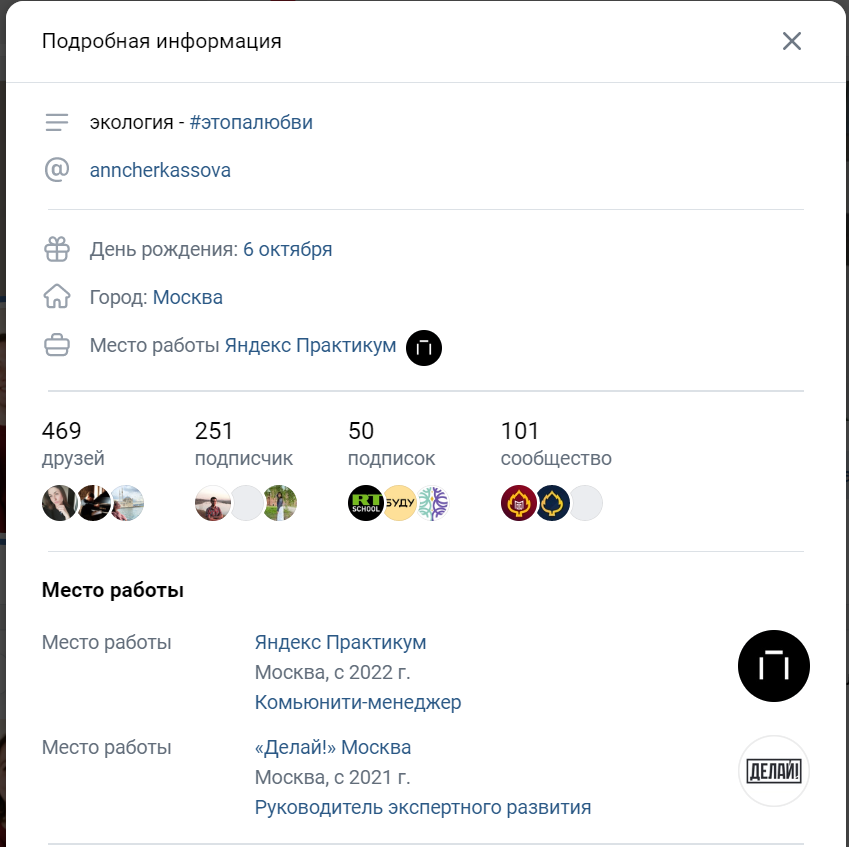 Подробная информация
экология - #этопалюбви
@ anncherkassova
День рождения: 6 октября
Город: Москва
Место работы Яндекс Практикум
469 251 50 101
друзей подписчик подписок сообщество
RT SCHOOL БУДУ
Место работы
Место работы Яндекс Практикум
Москва, с 2022 г.
Комьюнити-менеджер
Место работы «Делай!» Москва
Москва, с 2021 г.
ДЕЛАЙ!
Руководитель экспертного развития